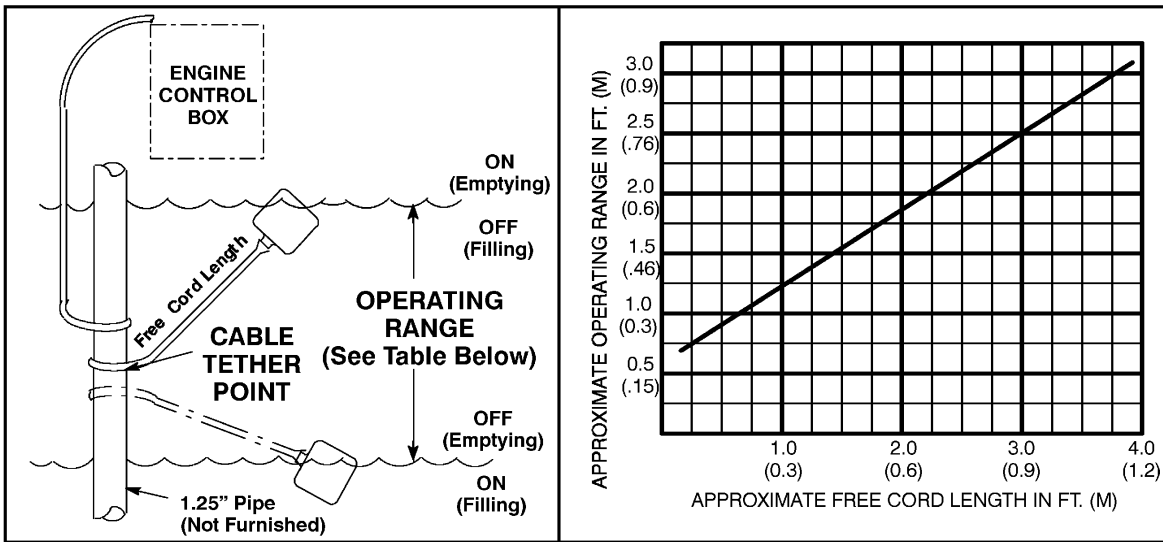 ENGINE
CONTROL
BOX
ON
(Emptying)
OFF
(Filling)
Free Cord Length
OPERATING
RANGE
(See Table Below)
CABLE
TETHER
POINT
OFF
(Emptying)
ON
(Filling)
1.25” Pipe
(Not Furnished)
APPROXIMATE OPERATING RANGE IN FT. (M)
3.0
(0.9)
2.5
(.76)
2.0
(0.6)
1.5
(.46)
1.0
(0.3)
0.5
(.15)
1.0 2.0 3.0 4.0
(0.3) (0.6) (0.9) (1.2)
APPROXIMATE FREE CORD LENGTH IN FT. (M)